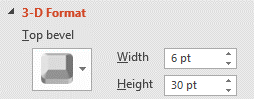 3-D Format
Top bevel
Width 6 pt
Height 30 pt